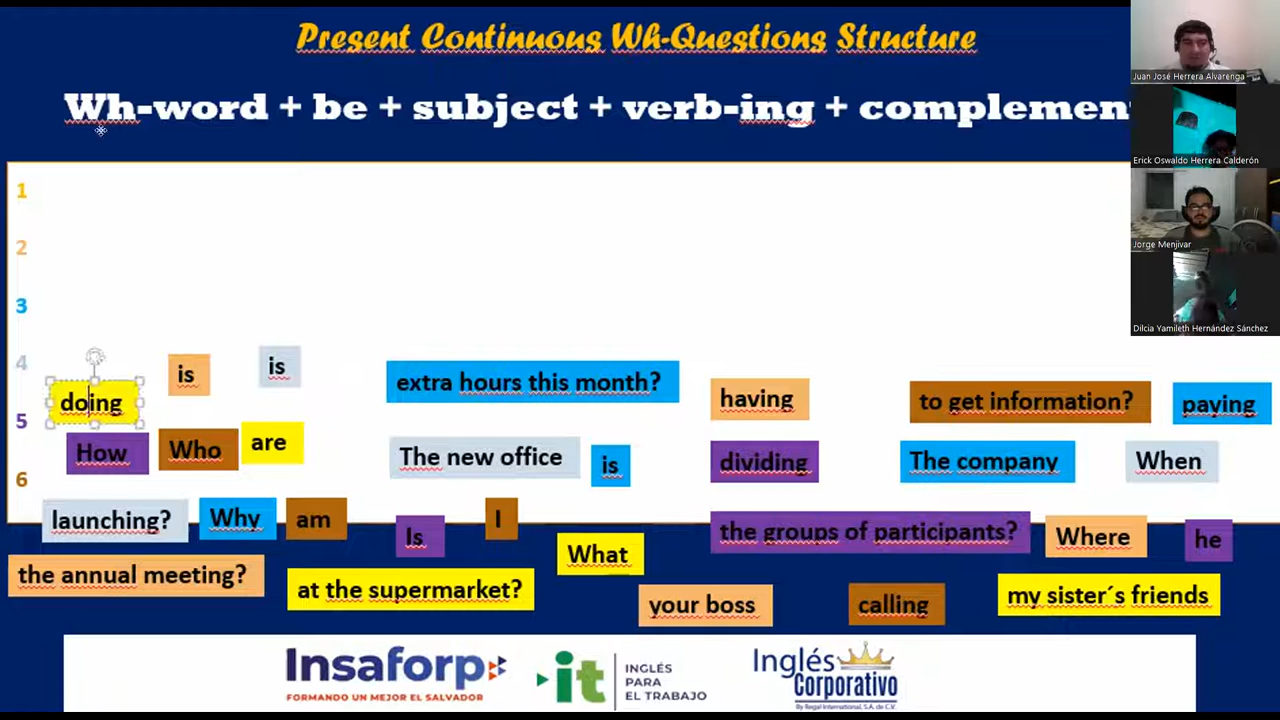 Present Continuous Wh-Questions Structure
Wh-word + be + subject + verb-ing + complemen
Juan José Herrera Alvarenga
Erick Oswaldo Herrera Calderón
Jorge Menjivar
Dilcia Yamileth Hernández Sánchez
1
2
3
4
5
6
doing
is
is
extra hours this month?
having
to get information?
paying
How
Who
are
The new office
is
dividing
The company
When
launching?
Why
am
Is
I
What
the groups of participants?
Where
he
the annual meeting?
at the supermarket?
your boss
calling
my sister´s friends
Insaforp
FORMANDO UN MEJOR EL SALVADOR
it
INGLÉS
PARA
EL TRABAJO
Inglés
Corporativo
By Regal International, S.A. de C.V.